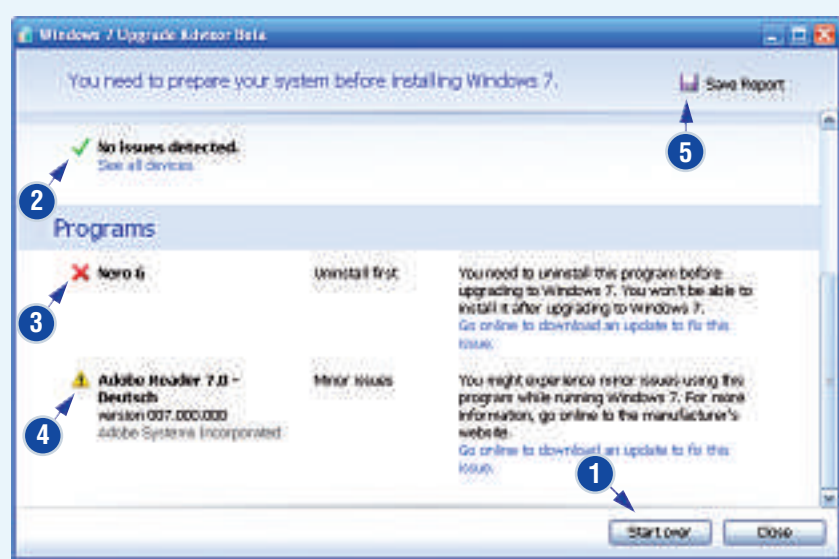 Windows 7 Upgrade Advisor Beta
You need to prepare your system before installing Windows 7.
Save Report
5
No issues detected.
See all devices
2
Programs
Nero 6
Uninstall first
You need to uninstall this program before
upgrading to Windows 7. You won't be able to
install it after upgrading to Windows 7.
Go online to download an update to fix this
issue.
3
Adobe Reader 7.0 -
Deutsch
version 007.000.000
Adobe Systems Incorporated
Minor issues
You might experience minor issues using this
program while running Windows 7. For more
information, go online to the manufacturer's
website.
Go online to download an update to fix this
issue.
4
1
Start over
Close